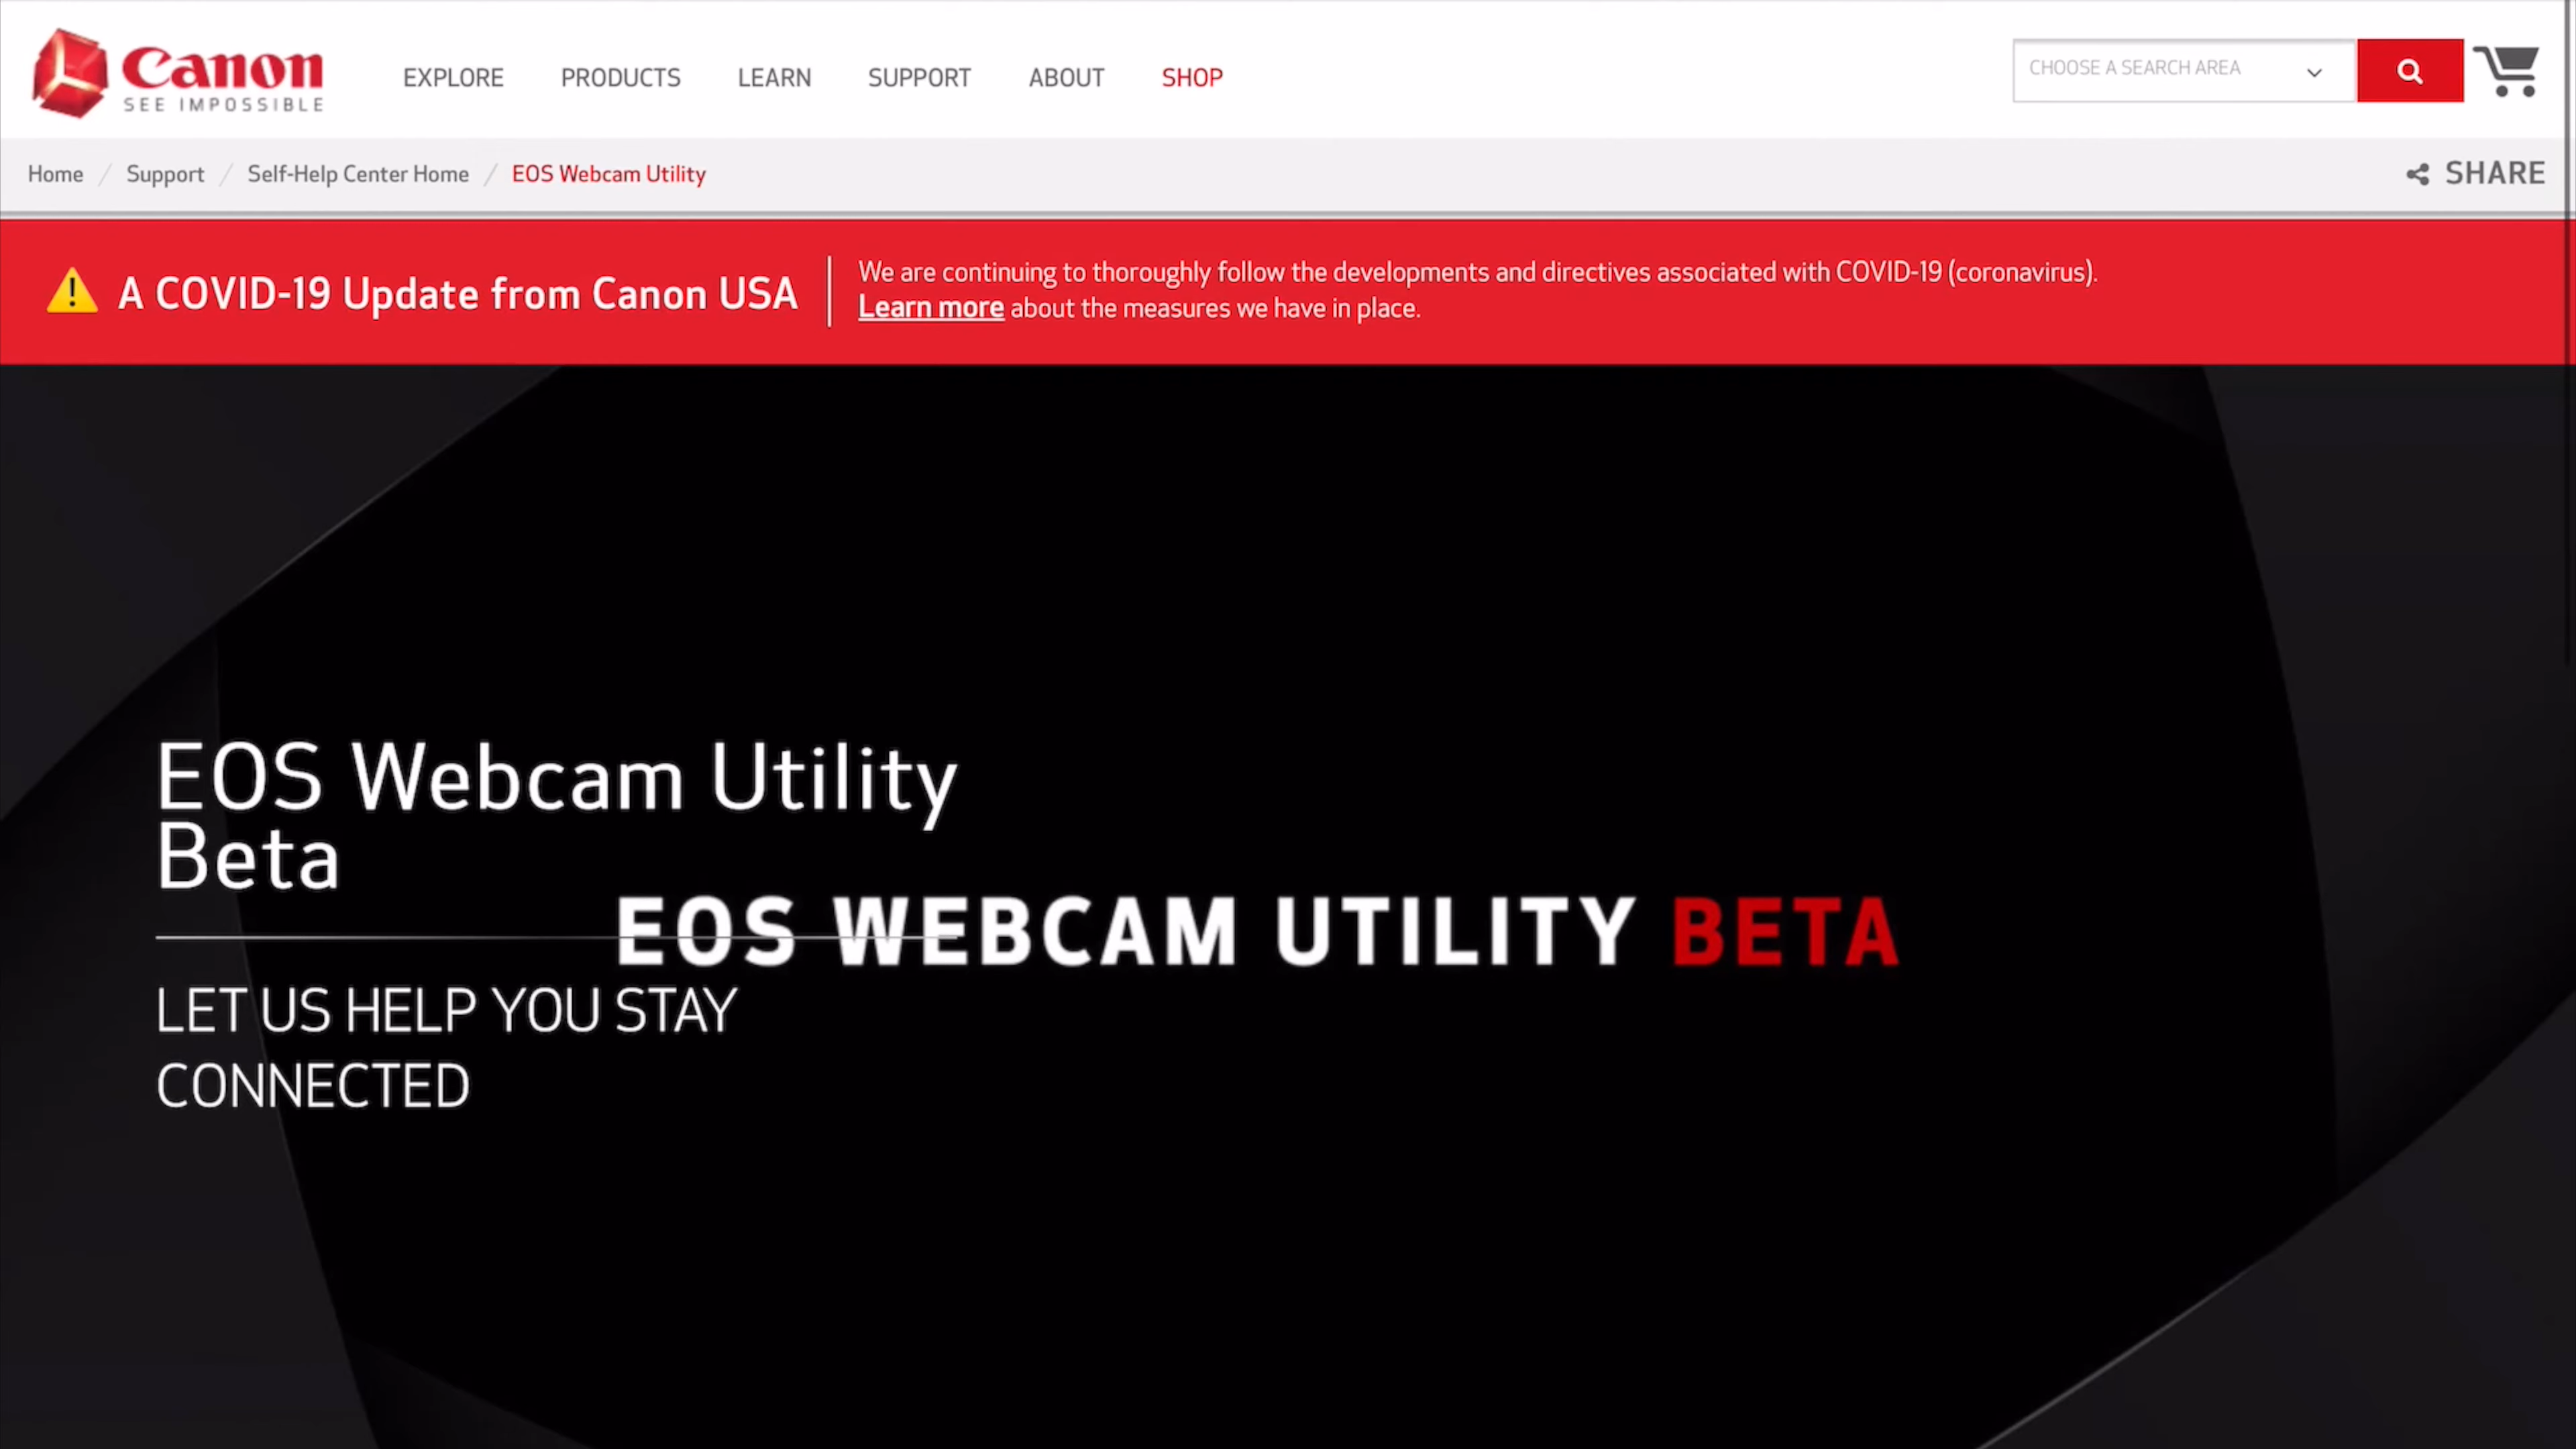 Canon
SEE IMPOSSIBLE
EXPLORE PRODUCTS LEARN SUPPORT ABOUT SHOP
CHOOSE A SEARCH AREA
Home / Support / Self-Help Center Home / EOS Webcam Utility
SHARE
A COVID-19 Update from Canon USA
We are continuing to thoroughly follow the developments and directives associated with COVID-19 (coronavirus).
Learn more about the measures we have in place.
EOS Webcam Utility
Beta
EOS WEBCAM UTILITY BETA
LET US HELP YOU STAY
CONNECTED